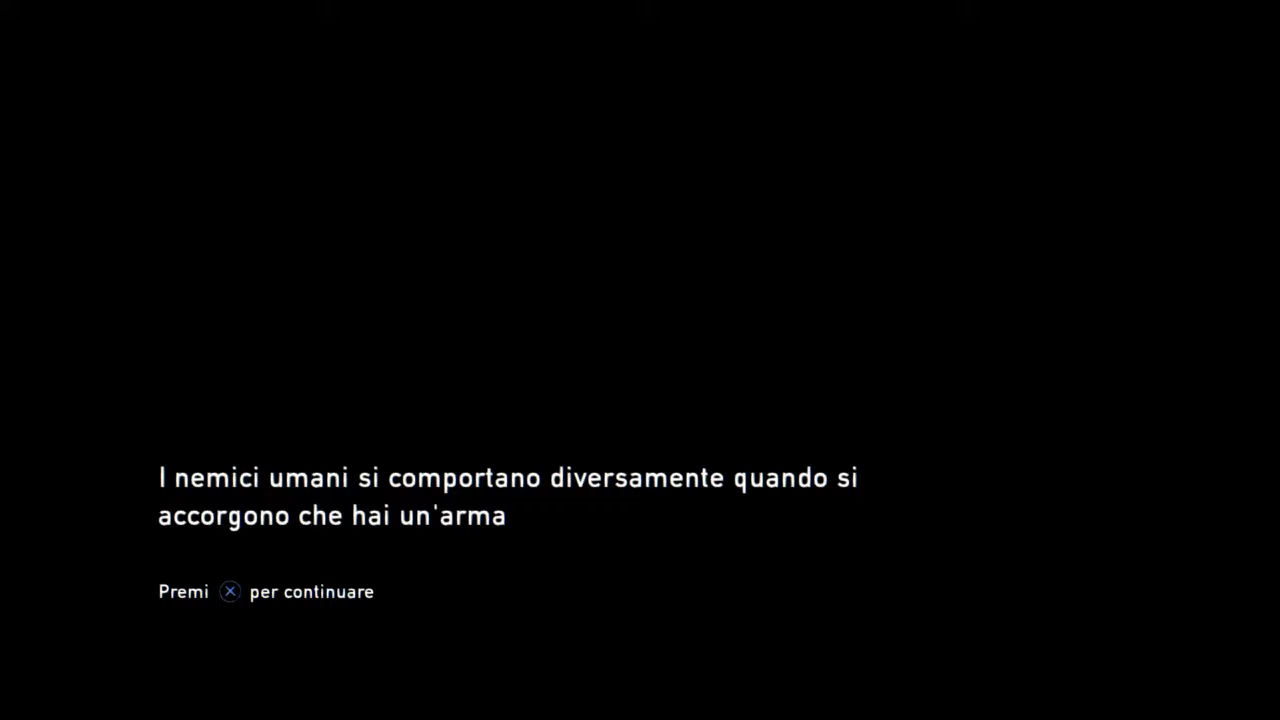 I nemici umani si comportano diversamente quando si
accorgono che hai un'arma
Premi ⓧ per continuare